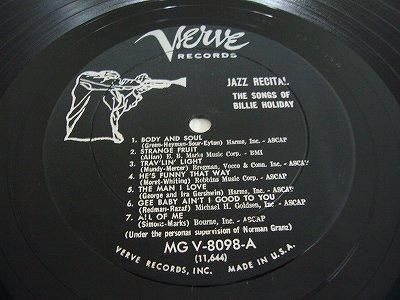 Verve
RECORDS
JAZZ RECITAL
THE SONGS OF
BILLIE HOLIDAY
1. BODY AND SOUL
(Green-Heyman-Sour-Eyton) Harms, Inc. - ASCAP
2. STRANGE FRUIT
(Allan) E. B. Marks Music Corp. - BMI
3. TRAV'LIN' LIGHT
(Mundy-Mercer) Bregman, Vocco & Conn, Inc. - ASCAP
4. HE'S FUNNY THAT WAY
(Moret-Whiting) Robbins Music Corp. - ASCAP
5. THE MAN I LOVE
(George and Ira Gershwin) Harms, Inc. - ASCAP
6. GEE BABY AIN'T I GOOD TO YOU
(Redman-Razaf) Michael H. Goldsen, Inc - ASCAP
7. ALL OF ME
(Simons-Marks) Bourne, Inc. - ASCAP
(Under the personal supervision of Norman Granz)
MG V-8098-A
(11,644)
VERVE RECORDS, INC. MADE IN U.S.A.